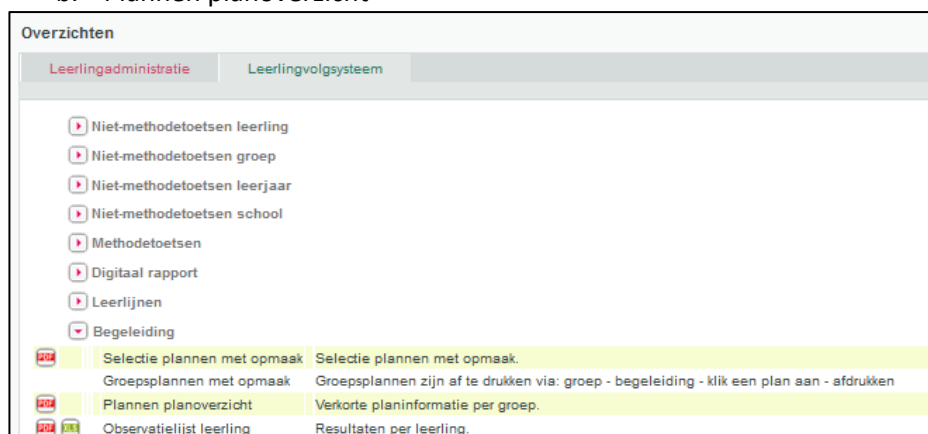 b. Plannen planoverzicht
Overzichten
Leerlingadministratie Leerlingvolgsysteem
Niet-methodetoetsen leerling
Niet-methodetoetsen groep
Niet-methodetoetsen leerjaar
Niet-methodetoetsen school
Methodetoetsen
Digitaal rapport
Leerlijnen
Begeleiding
PDF Selectie plannen met opmaak Selectie plannen met opmaak.
Groepsplannen met opmaak Groepsplannen zijn af te drukken via: groep - begeleiding - klik een plan aan - afdrukken
PDF Plannen planoverzicht Verkorte planinformatie per groep.
PDF XLS Observatielijst leerling Resultaten per leerling.